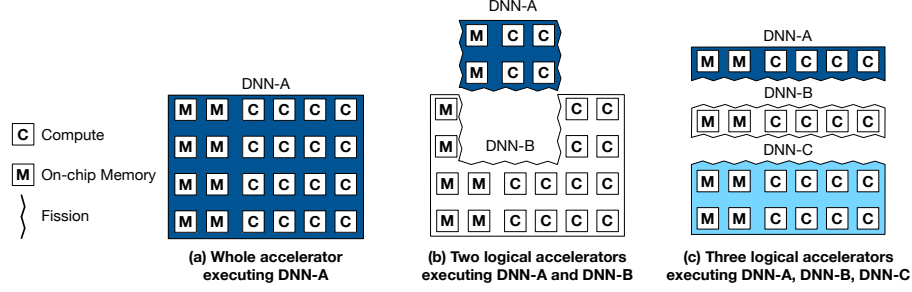 C Compute
M On-chip Memory
Fission
DNN-A
M M C C C C
M M C C C C
M M C C C C
M M C C C C
(a) Whole accelerator
executing DNN-A
DNN-A
M C C
M C C
M C C
M DNN-B C C
M M C C C C
M M C C C C
(b) Two logical accelerators
executing DNN-A and DNN-B
DNN-A
M M C C C C
DNN-B
M M C C C C
DNN-C
M M C C C C
M M C C C C
(c) Three logical accelerators
executing DNN-A, DNN-B, DNN-C